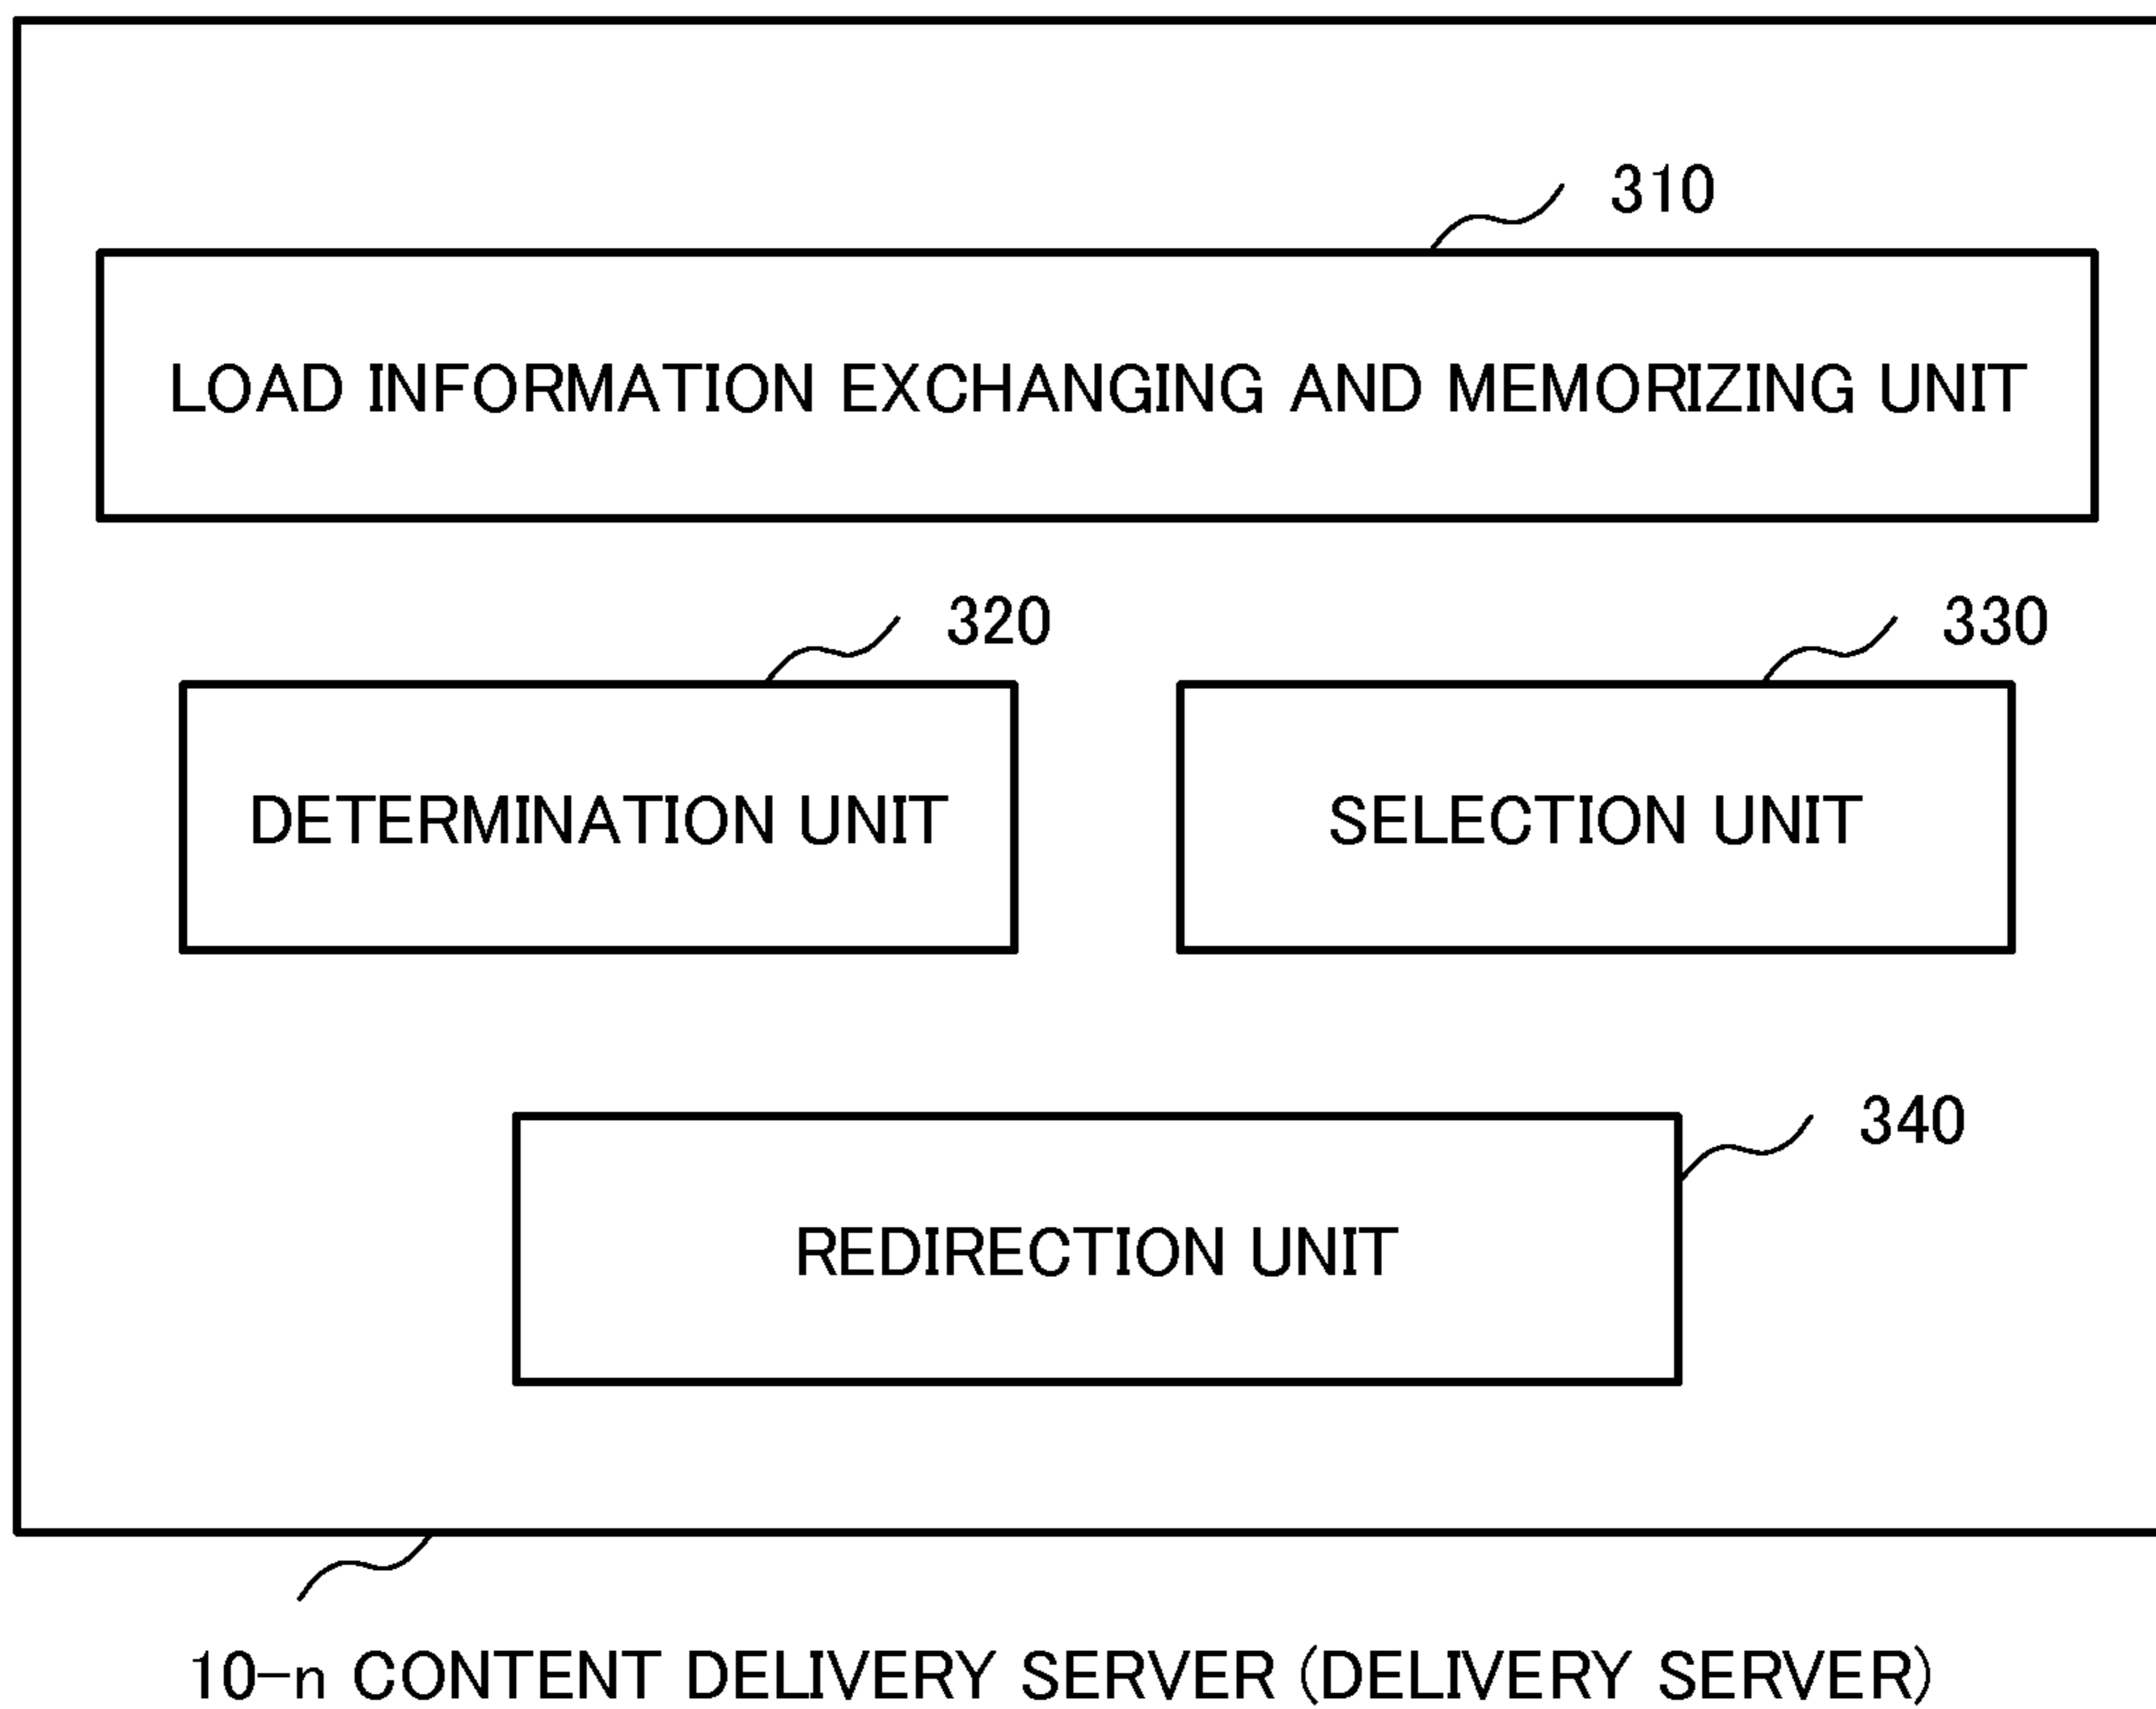 310
LOAD INFORMATION EXCHANGING AND MEMORIZING UNIT
320
330
DETERMINATION UNIT
SELECTION UNIT
340
REDIRECTION UNIT
10-n CONTENT DELIVERY SERVER (DELIVERY SERVER)